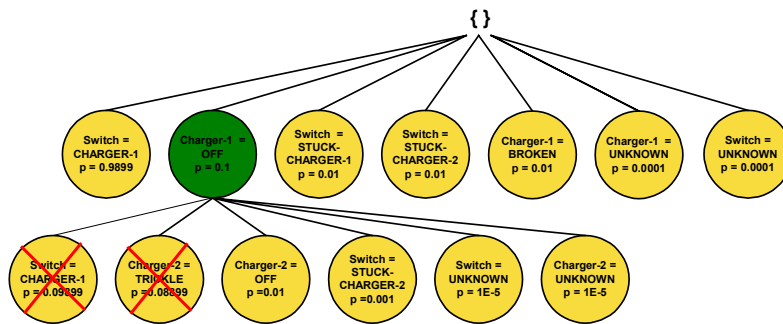 { }
Switch =
CHARGER-1
p = 0.9899
Charger-1 =
OFF
p = 0.1
Switch =
STUCK-
CHARGER-1
p = 0.01
Switch =
STUCK-
CHARGER-2
p = 0.01
Charger-1 =
BROKEN
p = 0.01
Charger-1 =
UNKNOWN
p = 0.0001
Switch =
UNKNOWN
p = 0.0001
Switch =
CHARGER-1
p = 0.09899
Charger-2 =
TRICKLE
p =0.08899
Charger-2 =
OFF
p =0.01
Switch =
STUCK-
CHARGER-2
p =0.001
Switch =
UNKNOWN
p = 1E-5
Charger-2 =
UNKNOWN
p = 1E-5